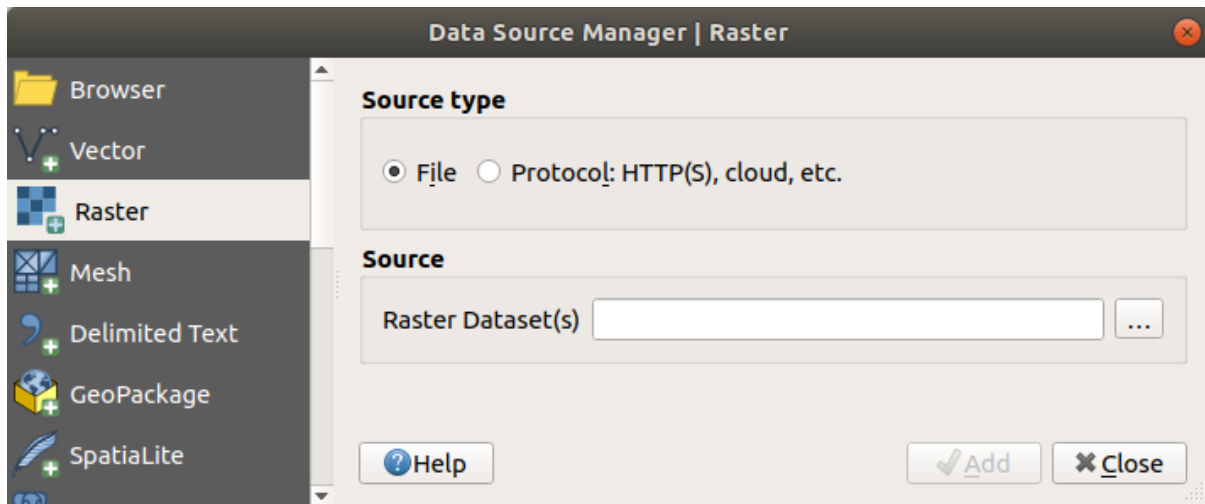 Data Source Manager | Raster
Browser
Vector
Raster
Mesh
Delimited Text
GeoPackage
SpatiaLite
Source type
File
Protocol: HTTP(S), cloud, etc.
Source
Raster Dataset(s)
...
Help
Add
Close